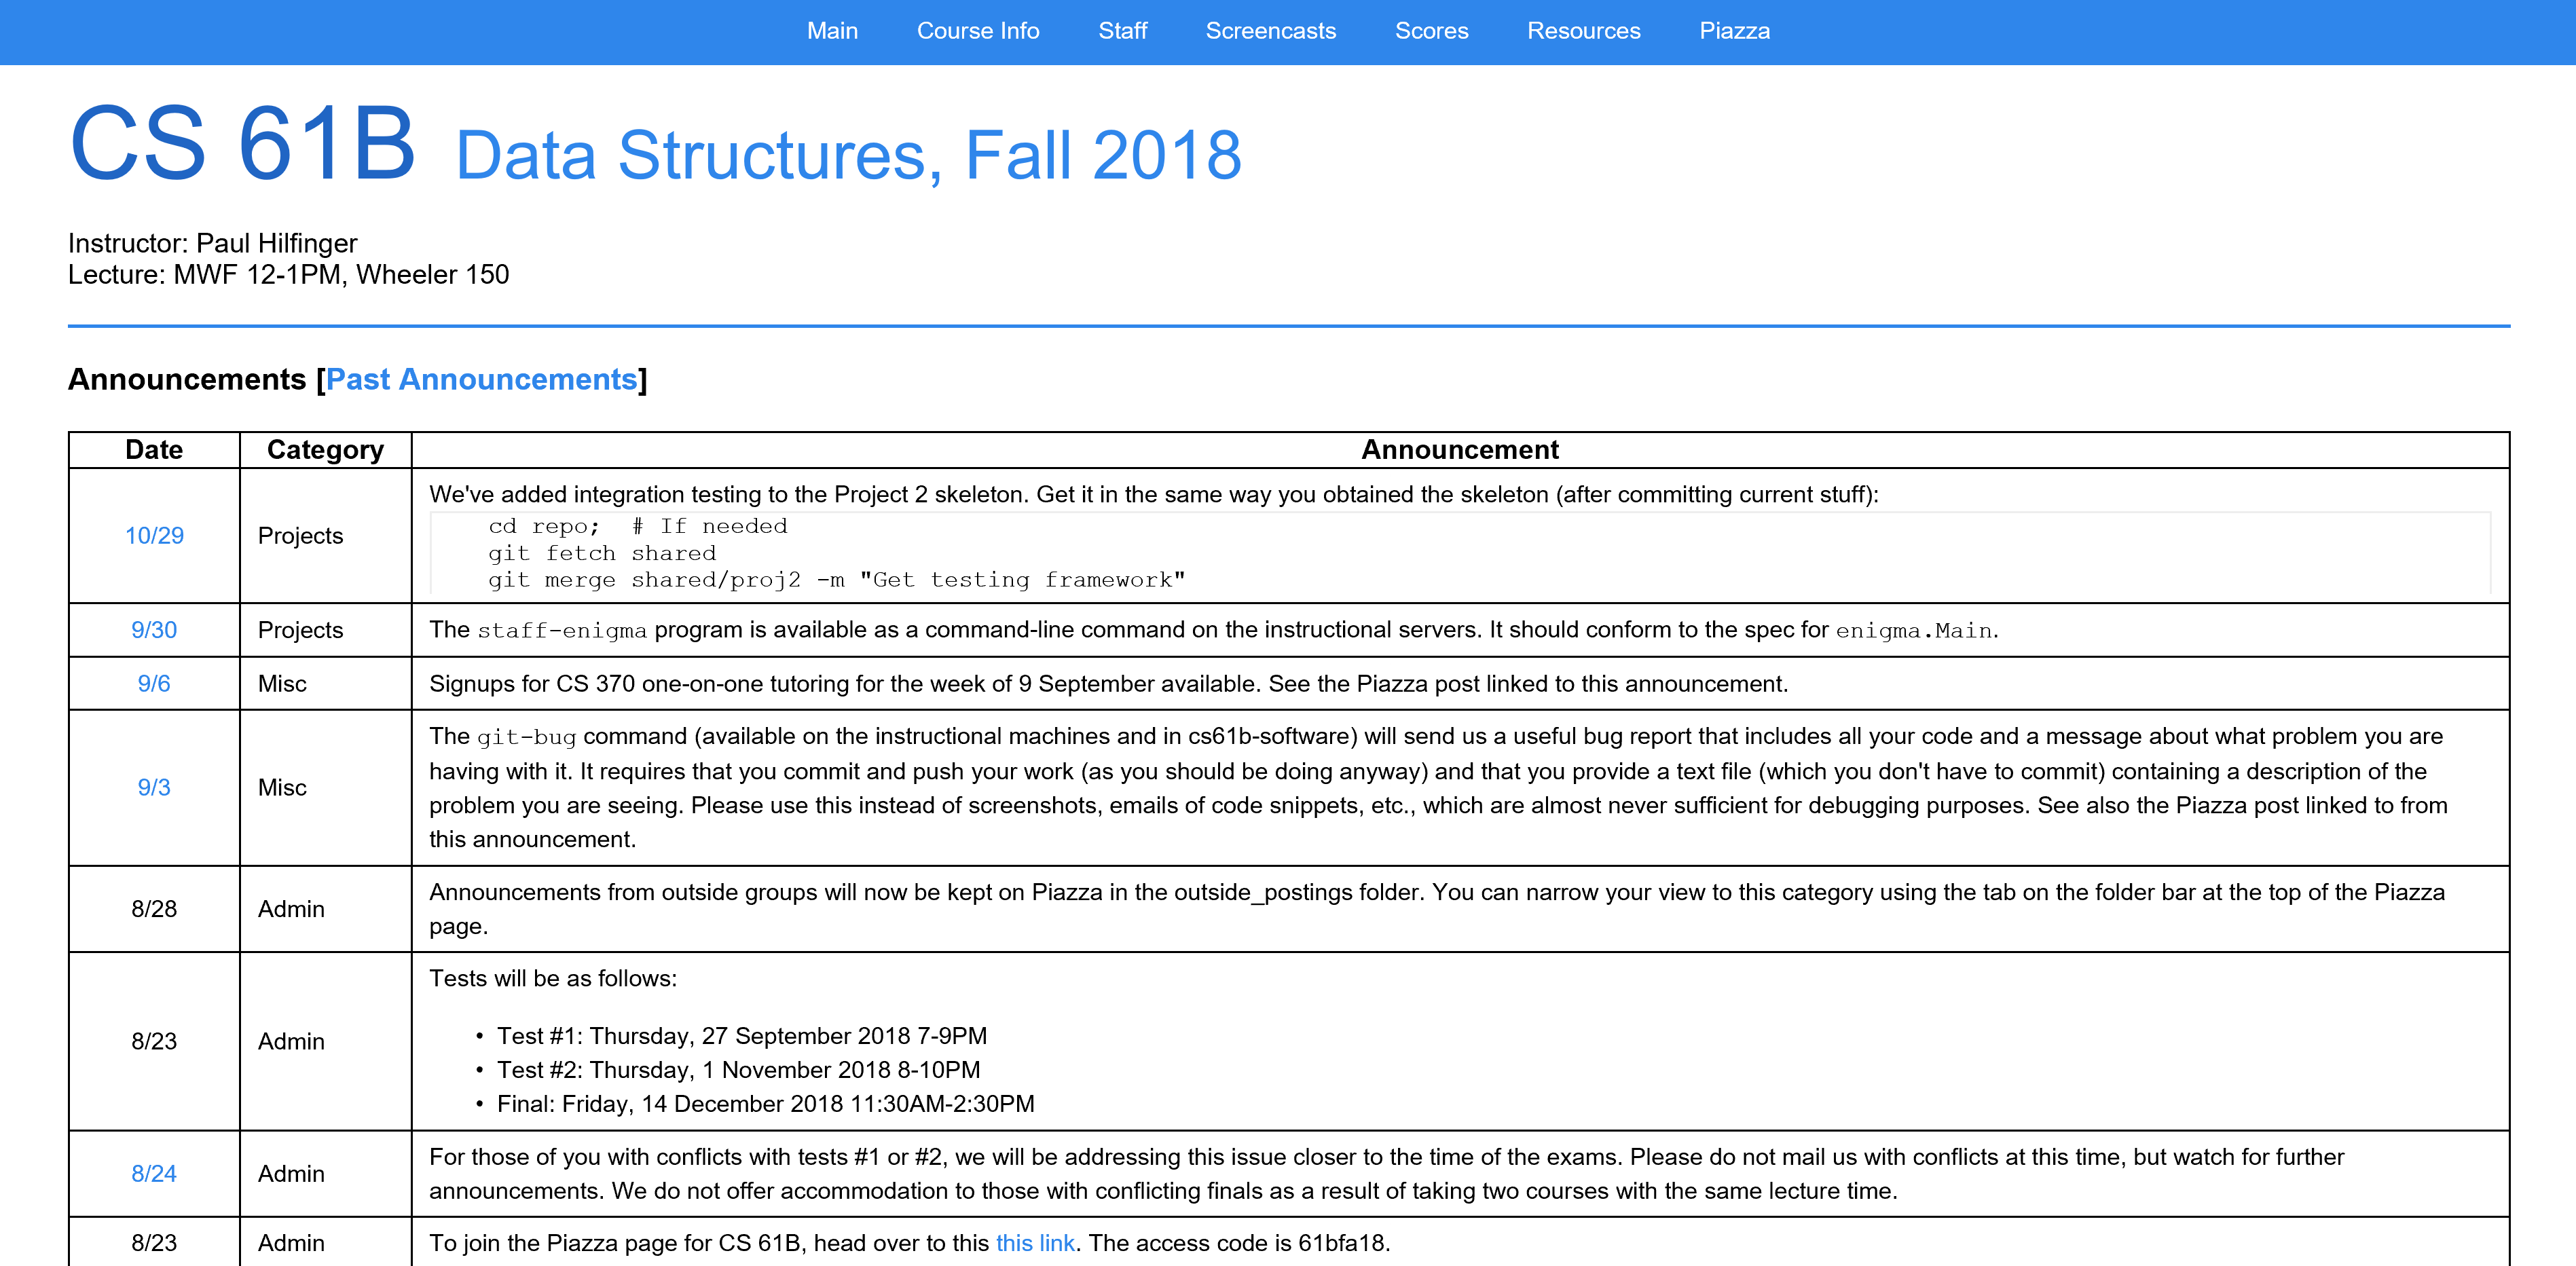 Main Course Info Staff Screencasts Scores Resources Piazza
CS 61B Data Structures, Fall 2018
Instructor: Paul Hilfinger
Lecture: MWF 12-1PM, Wheeler 150
Announcements [Past Announcements]
Date Category Announcement
10/29 Projects We've added integration testing to the Project 2 skeleton. Get it in the same way you obtained the skeleton (after committing current stuff):
cd repo;  # If needed
git fetch shared
git merge shared/proj2 -m "Get testing framework"
9/30 Projects The staff-enigma program is available as a command-line command on the instructional servers. It should conform to the spec for enigma.Main.
9/6 Misc Signups for CS 370 one-on-one tutoring for the week of 9 September available. See the Piazza post linked to this announcement.
9/3 Misc The git-bug command (available on the instructional machines and in cs61b-software) will send us a useful bug report that includes all your code and a message about what problem you are
having with it. It requires that you commit and push your work (as you should be doing anyway) and that you provide a text file (which you don't have to commit) containing a description of the
problem you are seeing. Please use this instead of screenshots, emails of code snippets, etc., which are almost never sufficient for debugging purposes. See also the Piazza post linked to from
this announcement.
8/28 Admin Announcements from outside groups will now be kept on Piazza in the outside_postings folder. You can narrow your view to this category using the tab on the folder bar at the top of the Piazza
page.
8/23 Admin Tests will be as follows:
• Test #1: Thursday, 27 September 2018 7-9PM
• Test #2: Thursday, 1 November 2018 8-10PM
• Final: Friday, 14 December 2018 11:30AM-2:30PM
8/24 Admin For those of you with conflicts with tests #1 or #2, we will be addressing this issue closer to the time of the exams. Please do not mail us with conflicts at this time, but watch for further
announcements. We do not offer accommodation to those with conflicting finals as a result of taking two courses with the same lecture time.
8/23 Admin To join the Piazza page for CS 61B, head over to this this link. The access code is 61bfa18.